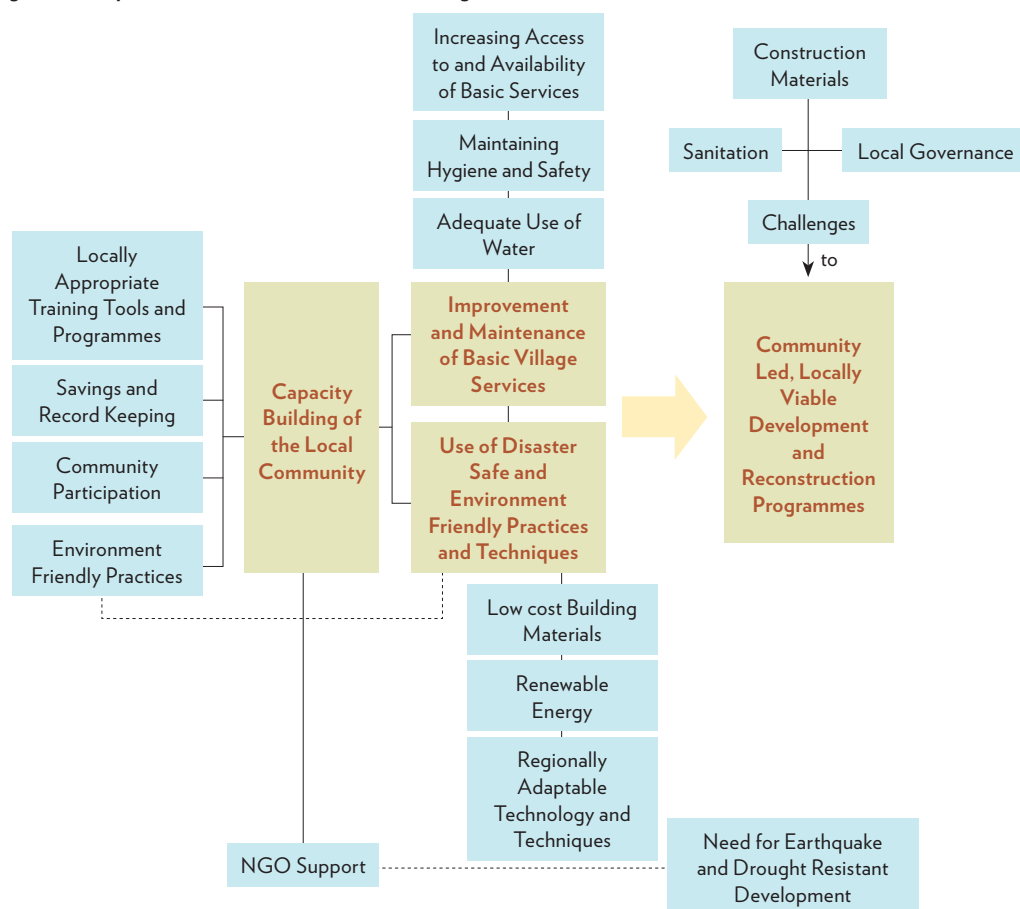 Increasing Access
to and Availability
of Basic Services
Maintaining
Hygiene and Safety
Adequate Use of
Water
Construction
Materials
Sanitation
Local Governance
Challenges
to
Locally
Appropriate
Training Tools and
Programmes
Savings and
Record Keeping
Community
Participation
Environment
Friendly Practices
Capacity
Building of
the Local
Community
Improvement
and Maintenance
of Basic Village
Services
Use of Disaster
Safe and
Environment
Friendly Practices
and Techniques
Community
Led, Locally
Viable
Development
and
Reconstruction
Programmes
Low cost Building
Materials
Renewable
Energy
Regionally
Adaptable
Technology and
Techniques
NGO Support
Need for Earthquake
and Drought Resistant
Development